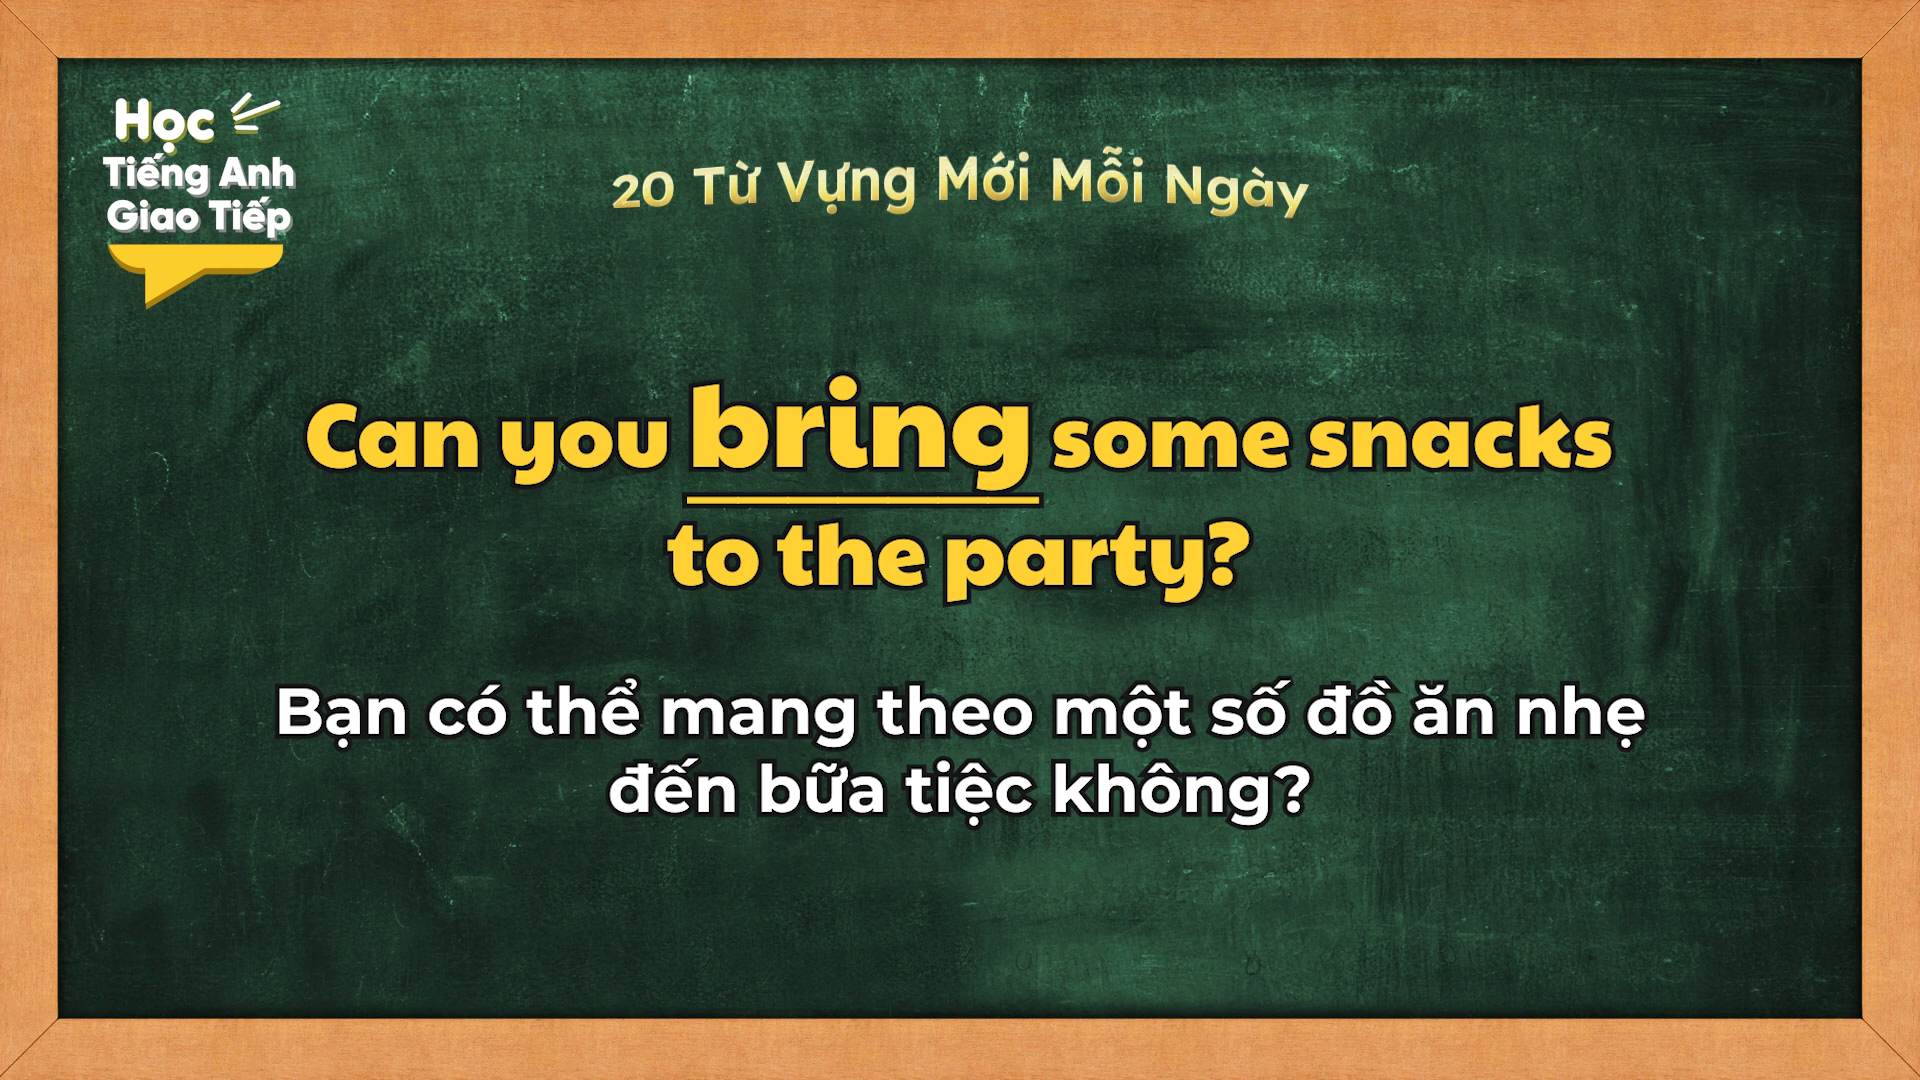 Học
Tiếng Anh
Giao Tiếp
20 Từ Vựng Mới Mỗi Ngày
Can you bring some snacks
to the party?
Bạn có thể mang theo một số đồ ăn nhẹ
đến bữa tiệc không?